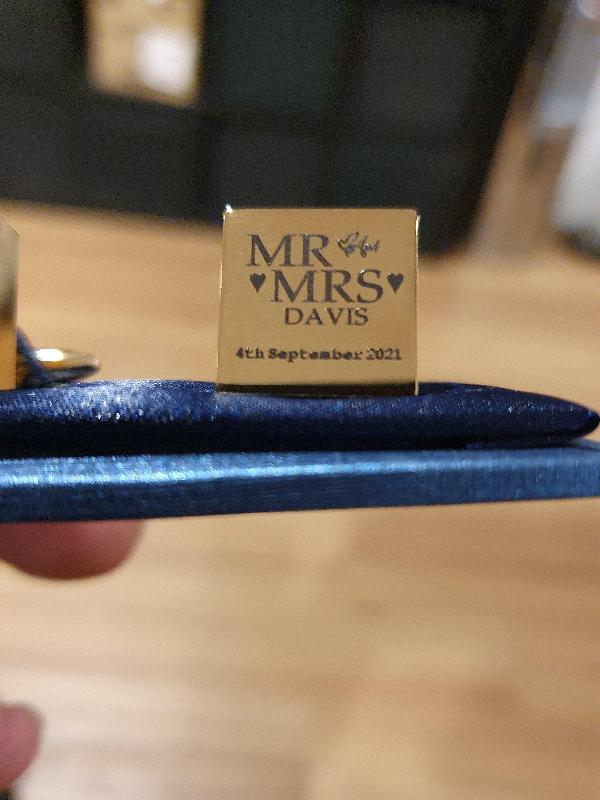 MR
♥MRS♥
DAVIS
4th September 2021